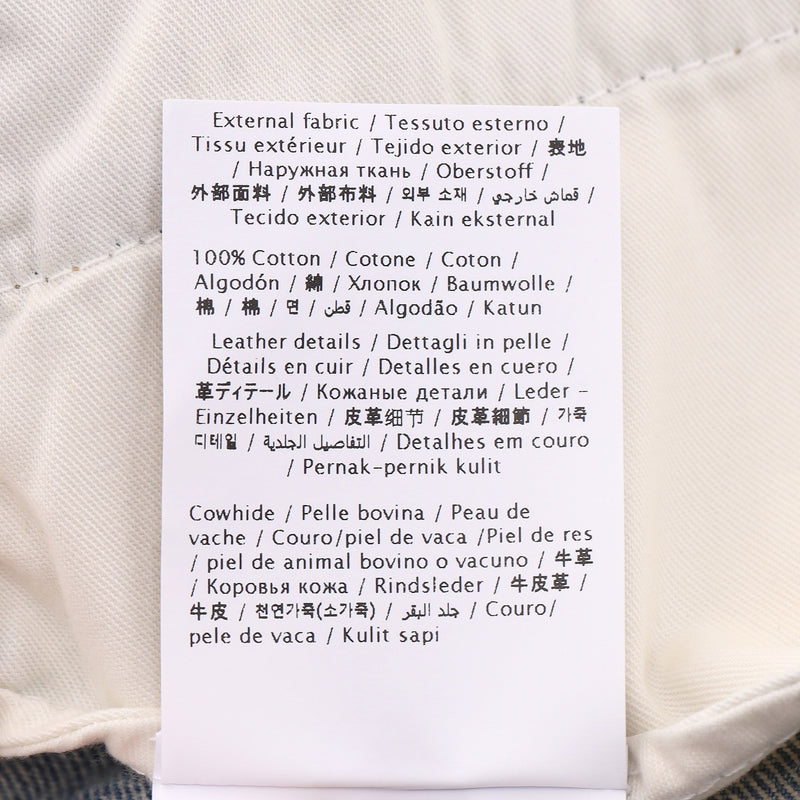 External fabric / Tessuto esterno /
Tissu extérieur / Tejido exterior / 表地
/ Наружная ткань / Oberstoff /
外部面料 / 外部布料 / 외부 소재 / قماش خارجي /
Tecido exterior / Kain eksternal
100% Cotton / Cotone / Coton /
Algodón / 綿 / Хлопок / Baumwolle /
棉 / 棉 / 면 / قطن / Algodão / Katun
Leather details / Dettagli in pelle /
Détails en cuir / Detalles en cuero /
革ディテール / Кожаные детали / Leder –
Einzelheiten / 皮革细节 / 皮革細節 / 가죽
디테일 / التفاصيل الجلدية / Detalhes em couro
/ Pernak-pernik kulit
Cowhide / Pelle bovina / Peau de
vache / Couro/piel de vaca /Piel de res
/ piel de animal bovino o vacuno / 牛革
/ Коровья кожа / Rindsleder / 牛皮革 /
牛皮 / 천연가죽(소가죽) / جلد البقر / Couro/
pele de vaca / Kulit sapi